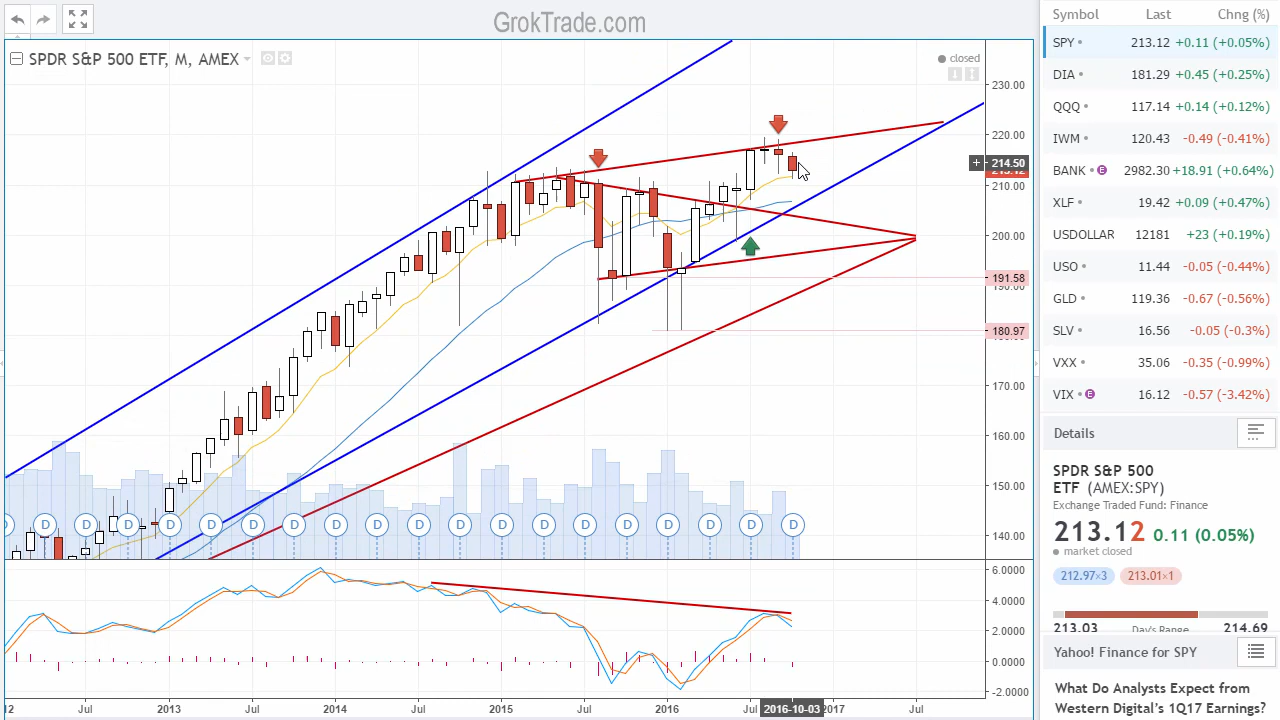 GrokTrade.com
SPDR S&P 500 ETF, M, AMEX
closed
230.00
220.00
214.50
210.00
200.00
191.58
180.97
170.00
160.00
150.00
140.00
D D D D D D D D D D D D D D D D D D D D
6.0000
4.0000
2.0000
0.0000
-2.0000
12 Jul 2013 Jul 2014 Jul 2015 Jul 2016 Jul 2016-10-03 2017 Jul
Symbol Last Chng (%)
SPY 213.12 +0.11 (+0.05%)
DIA 181.29 +0.45 (+0.25%)
QQQ 117.14 +0.14 (+0.12%)
IWM 120.43 -0.49 (-0.41%)
BANK E 2982.30 +18.91 (+0.64%)
XLF 19.42 +0.09 (+0.47%)
USDOLLAR 12181 +23 (+0.19%)
USO 11.44 -0.05 (-0.44%)
GLD 119.36 -0.67 (-0.56%)
SLV 16.56 -0.05 (-0.3%)
VXX 35.06 -0.35 (-0.99%)
VIX E 16.12 -0.57 (-3.42%)
Details
SPDR S&P 500
ETF (AMEX:SPY)
Exchange Traded Fund: Finance
213.12 0.11 (0.05%)
market closed
212.97×3 213.01×1
213.03 Day's Range 214.69
Yahoo! Finance for SPY
What Do Analysts Expect from
Western Digital's 1Q17 Earnings?